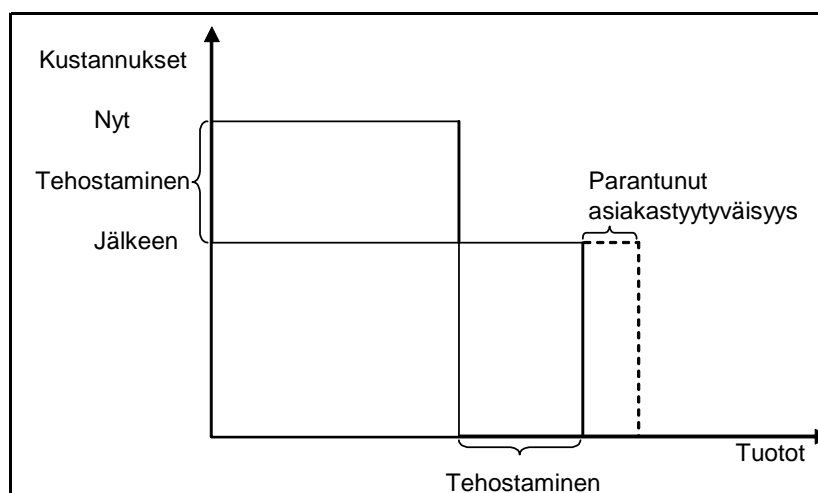 Kustannukset
Nyt
Tehostaminen
Parantunut
asiakastyytyväisyys
Jälkeen
Tuotot
Tehostaminen